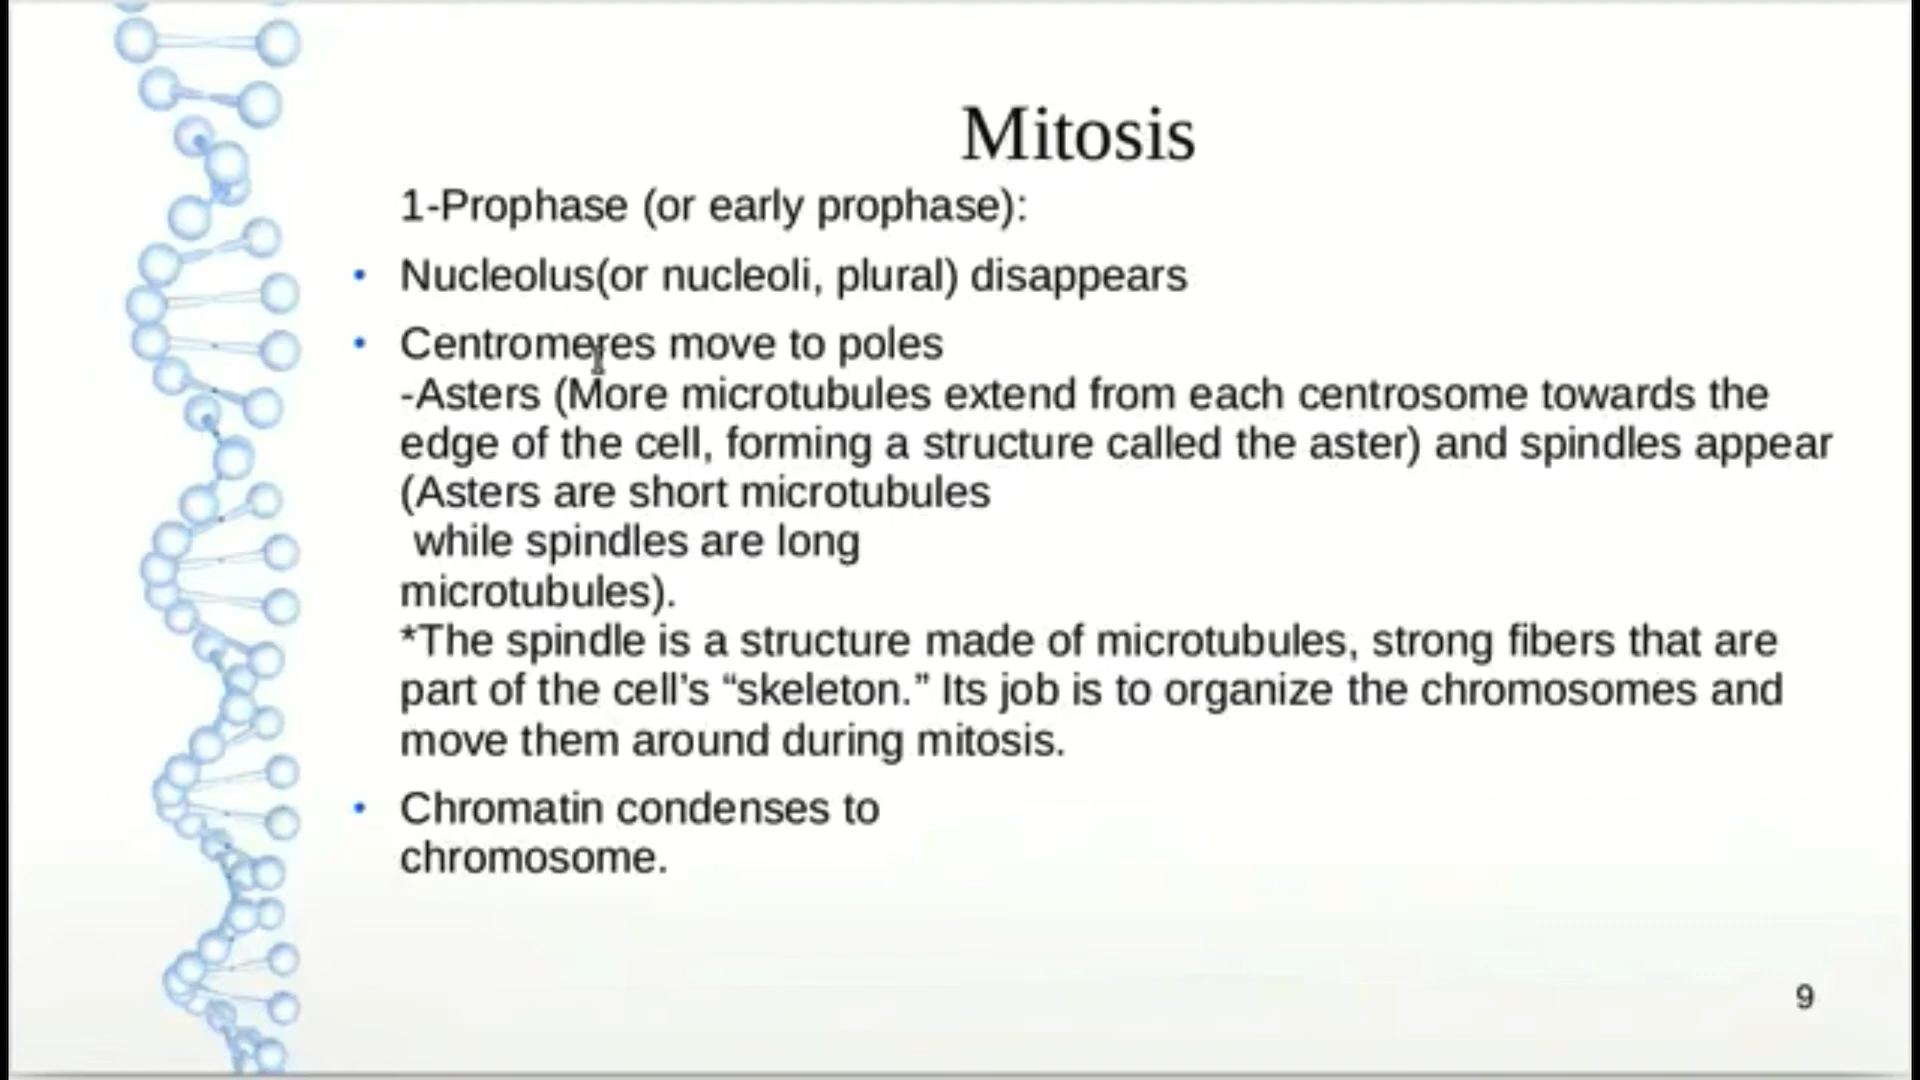 Mitosis
1-Prophase (or early prophase):
• Nucleolus(or nucleoli, plural) disappears
• Centromeres move to poles
-Asters (More microtubules extend from each centrosome towards the
edge of the cell, forming a structure called the aster) and spindles appear
(Asters are short microtubules
while spindles are long
microtubules).
*The spindle is a structure made of microtubules, strong fibers that are
part of the cell’s “skeleton.” Its job is to organize the chromosomes and
move them around during mitosis.
• Chromatin condenses to
chromosome.
9